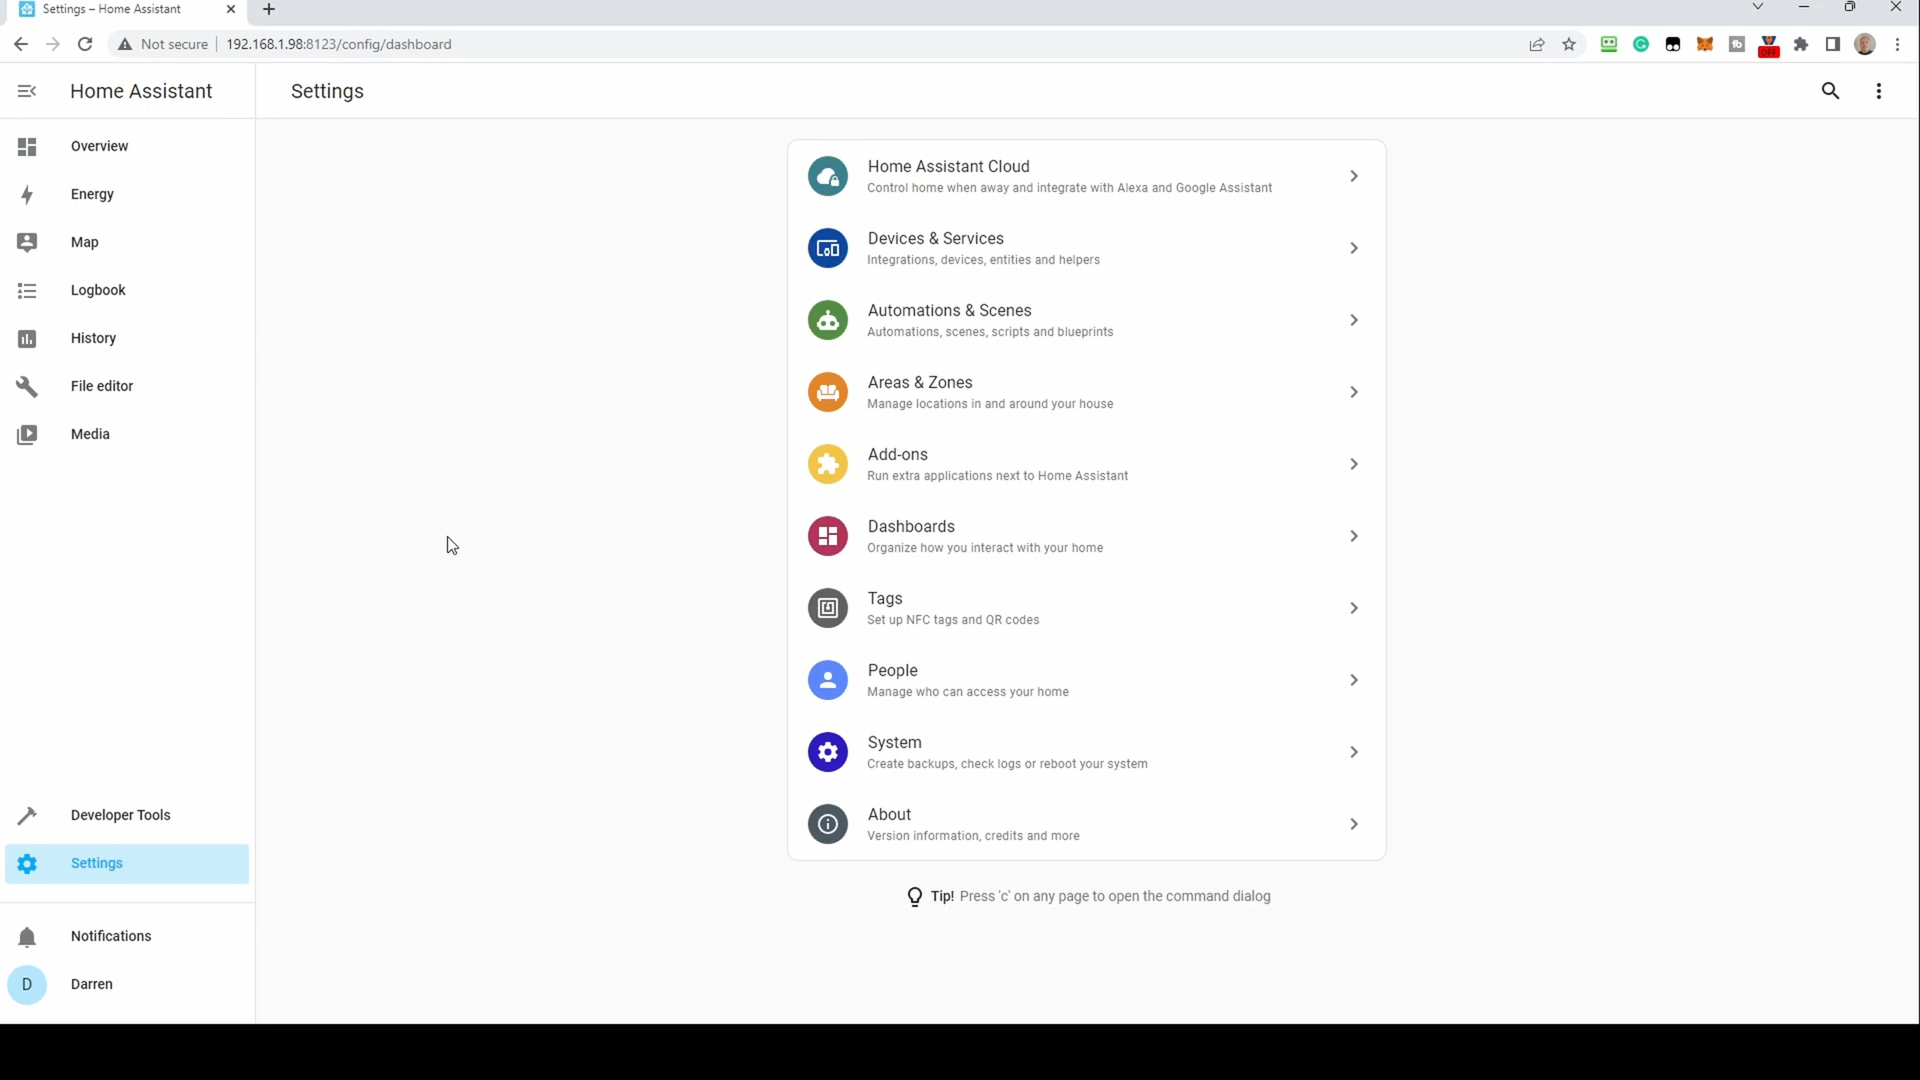 Settings – Home Assistant
Not secure
192.168.1.98:8123/config/dashboard
OFF
Home Assistant
Settings
Overview
Energy
Map
Logbook
History
File editor
Media
Developer Tools
Settings
Notifications
D
Darren
Home Assistant Cloud
Control home when away and integrate with Alexa and Google Assistant
Devices & Services
Integrations, devices, entities and helpers
Automations & Scenes
Automations, scenes, scripts and blueprints
Areas & Zones
Manage locations in and around your house
Add-ons
Run extra applications next to Home Assistant
Dashboards
Organize how you interact with your home
Tags
Set up NFC tags and QR codes
People
Manage who can access your home
System
Create backups, check logs or reboot your system
About
Version information, credits and more
Tip! Press 'c' on any page to open the command dialog